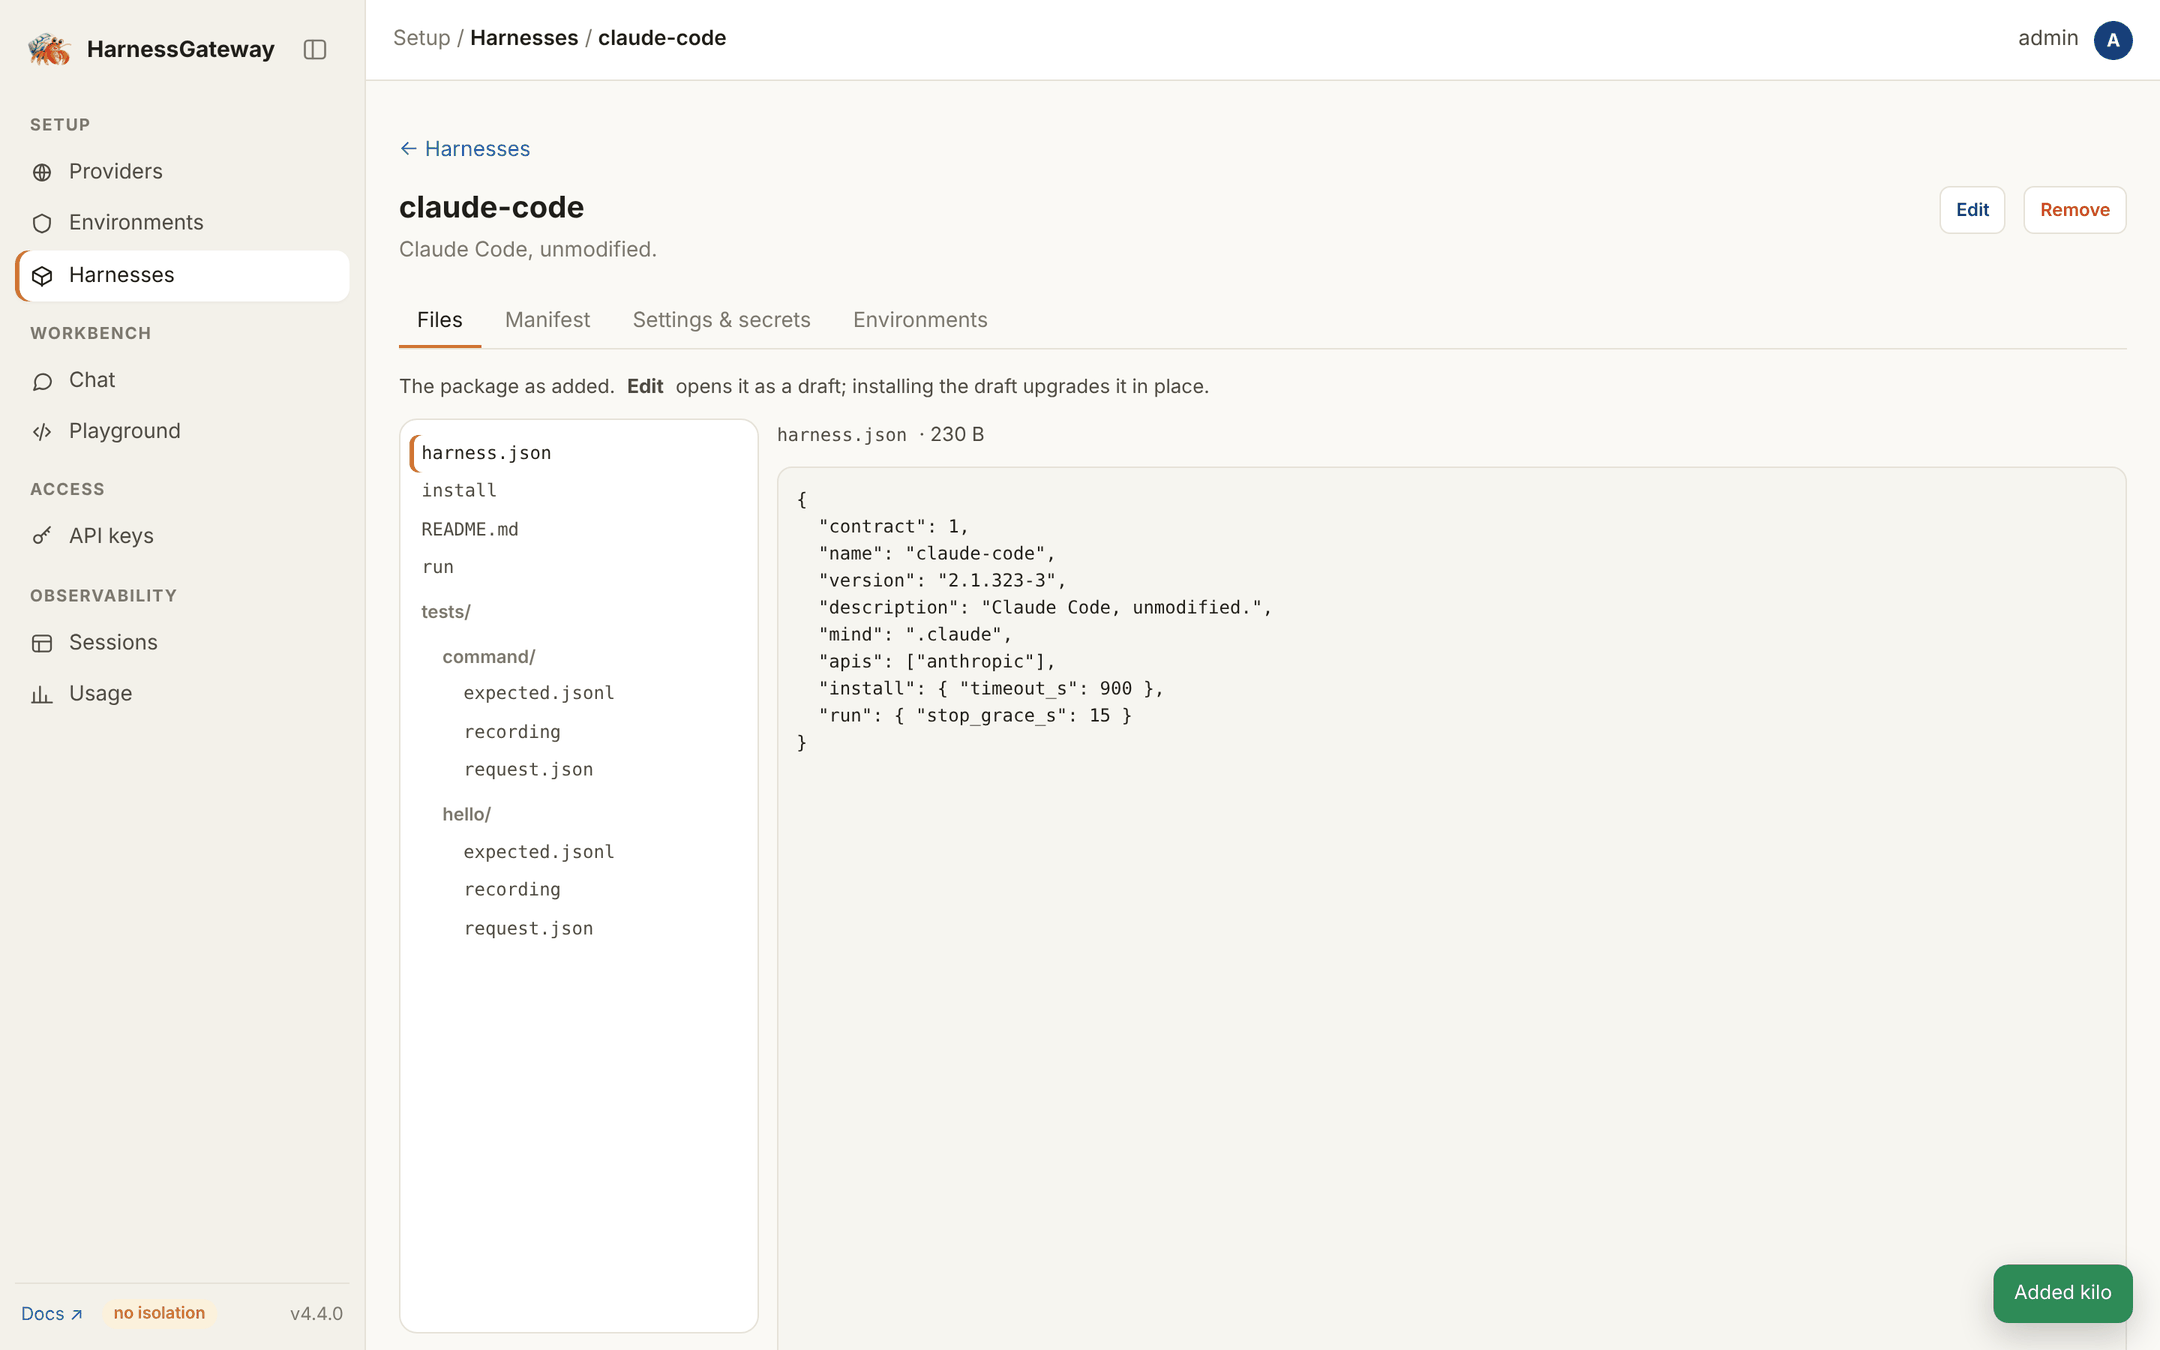 HarnessGateway
SETUP
Providers
Environments
Harnesses
WORKBENCH
Chat
Playground
ACCESS
API keys
OBSERVABILITY
Sessions
Usage
Docs ↗ no isolation v4.4.0
Setup / Harnesses / claude-code
admin A
← Harnesses
claude-code
Claude Code, unmodified.
Edit Remove
Files Manifest Settings & secrets Environments
The package as added. Edit opens it as a draft; installing the draft upgrades it in place.
harness.json
install
README.md
run
tests/
command/
expected.jsonl
recording
request.json
hello/
expected.jsonl
recording
request.json
harness.json · 230 B
{
  "contract": 1,
  "name": "claude-code",
  "version": "2.1.323-3",
  "description": "Claude Code, unmodified.",
  "mind": ".claude",
  "apis": ["anthropic"],
  "install": { "timeout_s": 900 },
  "run": { "stop_grace_s": 15 }
}
Added kilo